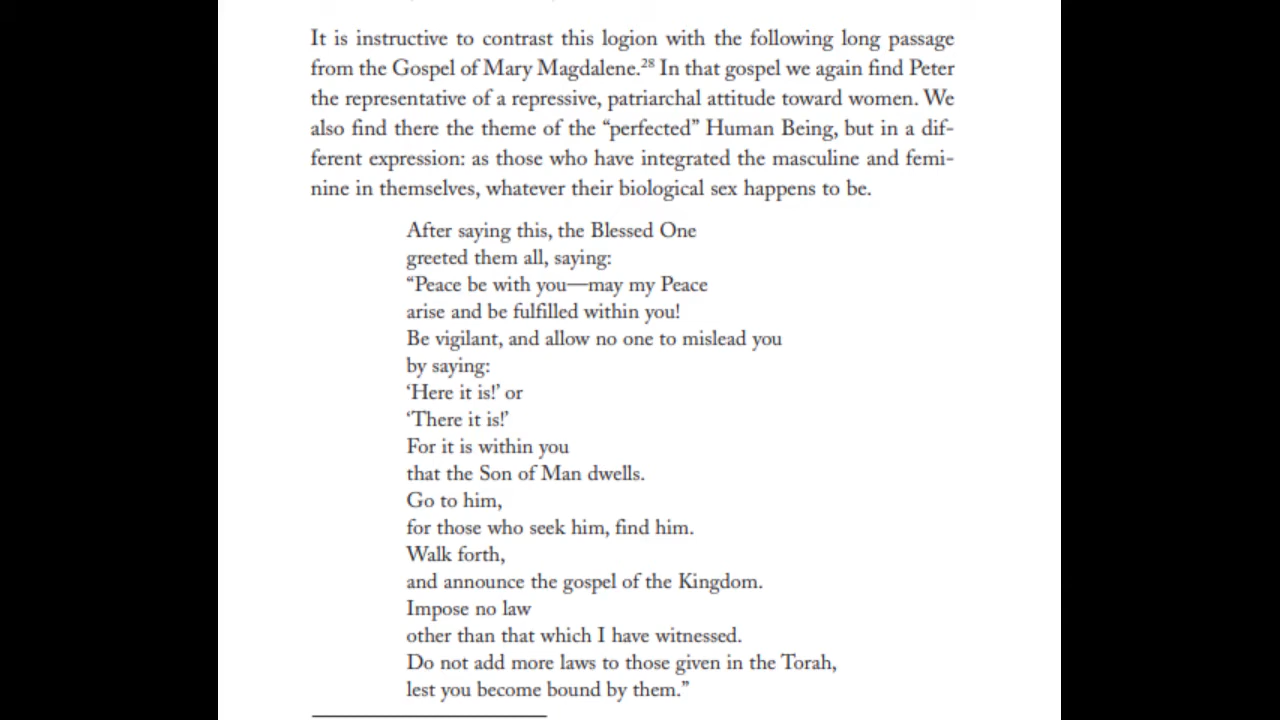 It is instructive to contrast this logion with the following long passage
from the Gospel of Mary Magdalene.28 In that gospel we again find Peter
the representative of a repressive, patriarchal attitude toward women. We
also find there the theme of the “perfected” Human Being, but in a dif-
ferent expression: as those who have integrated the masculine and femi-
nine in themselves, whatever their biological sex happens to be.
After saying this, the Blessed One
greeted them all, saying:
“Peace be with you—may my Peace
arise and be fulfilled within you!
Be vigilant, and allow no one to mislead you
by saying:
‘Here it is!’ or
‘There it is!’
For it is within you
that the Son of Man dwells.
Go to him,
for those who seek him, find him.
Walk forth,
and announce the gospel of the Kingdom.
Impose no law
other than that which I have witnessed.
Do not add more laws to those given in the Torah,
lest you become bound by them.”